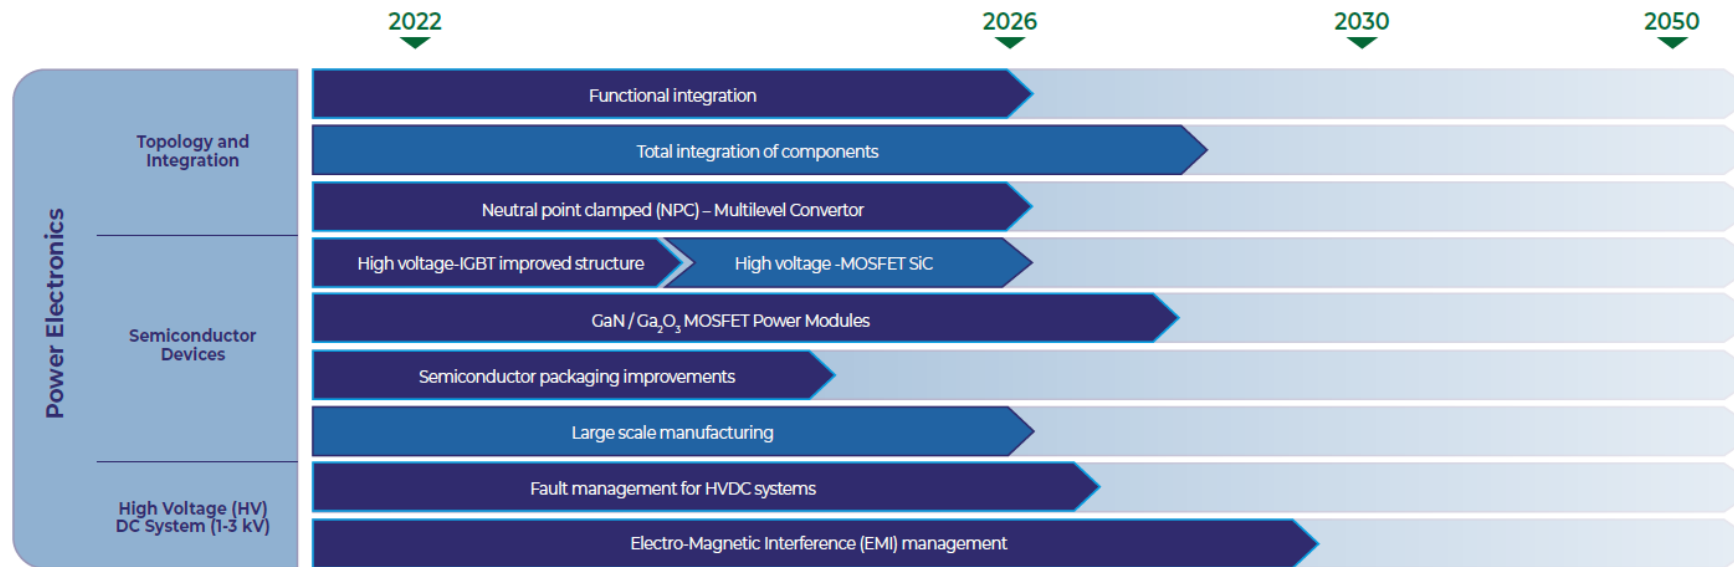 2022 2026 2030 2050
Power Electronics
Topology and
Integration
Functional integration
Total integration of components
Neutral point clamped (NPC) – Multilevel Convertor
Semiconductor
Devices
High voltage-IGBT improved structure
High voltage -MOSFET SiC
GaN / Ga₂O₃ MOSFET Power Modules
Semiconductor packaging improvements
Large scale manufacturing
High Voltage (HV)
DC System (1-3 kV)
Fault management for HVDC systems
Electro-Magnetic Interference (EMI) management